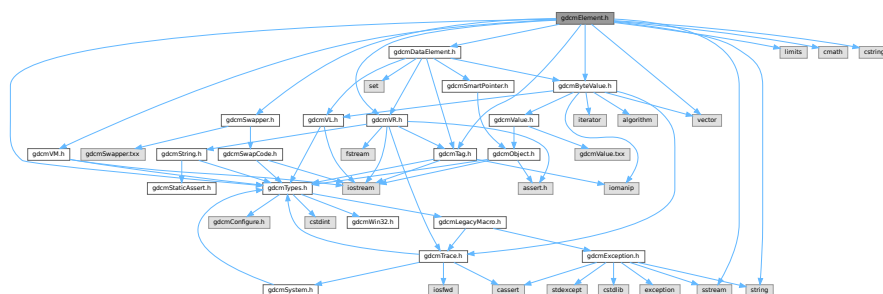 gdcmElement.h
limits
cmath
cstring
gdcmDataElement.h
set
gdcmSmartPointer.h
gdcmByteValue.h
gdcmSwapper.h
gdcmVL.h
gdcmVR.h
gdcmValue.h
iterator
algorithm
vector
gdcmVM.h
gdcmSwapper.txx
gdcmString.h
gdcmSwapCode.h
fstream
gdcmTag.h
gdcmObject.h
gdcmValue.txx
gdcmStaticAssert.h
gdcmTypes.h
iostream
assert.h
iomanip
gdcmConfigure.h
cstdint
gdcmWin32.h
gdcmLegacyMacro.h
gdcmTrace.h
gdcmException.h
gdcmSystem.h
iosfwd
cassert
stdexcept
cstdlib
exception
sstream
string